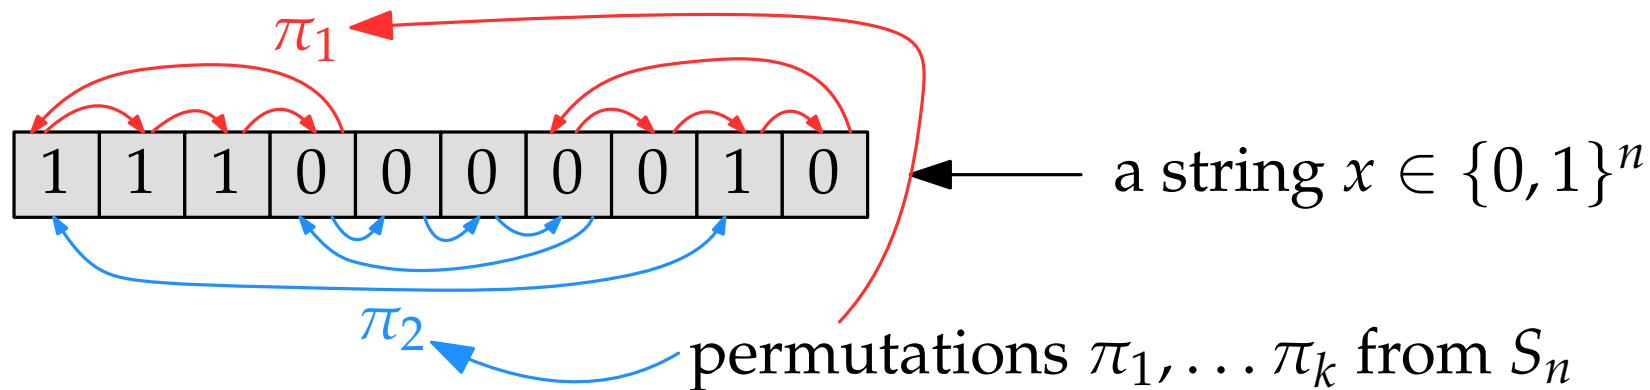 π₁
1 1 1 0 0 0 0 0 1 0
a string x ∈ {0, 1}ⁿ
π₂
permutations π₁, … πₖ from Sₙ